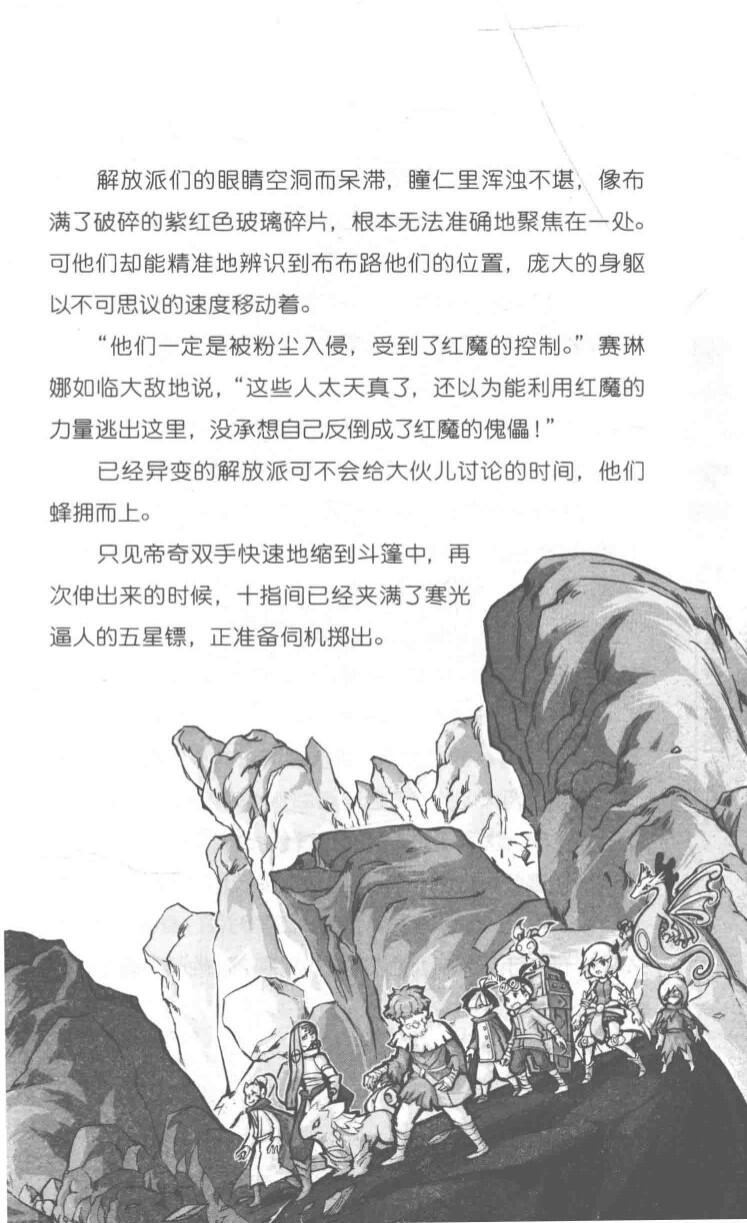 解放派们的眼睛空洞而呆滞，瞳仁里浑浊不堪，像布
满了破碎的紫红色玻璃碎片，根本无法准确地聚焦在一处。
可他们却能精准地辨识到布布路他们的位置，庞大的身躯
以不可思议的速度移动着。
“他们一定是被粉尘入侵，受到了红魔的控制。”赛琳
娜如临大敌地说，“这些人太天真了，还以为能利用红魔的
力量逃出这里，没承想自己反倒成了红魔的傀儡！”
已经异变的解放派可不会给大伙儿讨论的时间，他们
蜂拥而上。
只见帝奇双手快速地缩到斗篷中，再
次伸出来的时候，十指间已经夹满了寒光
逼人的五星镖，正准备伺机掷出。